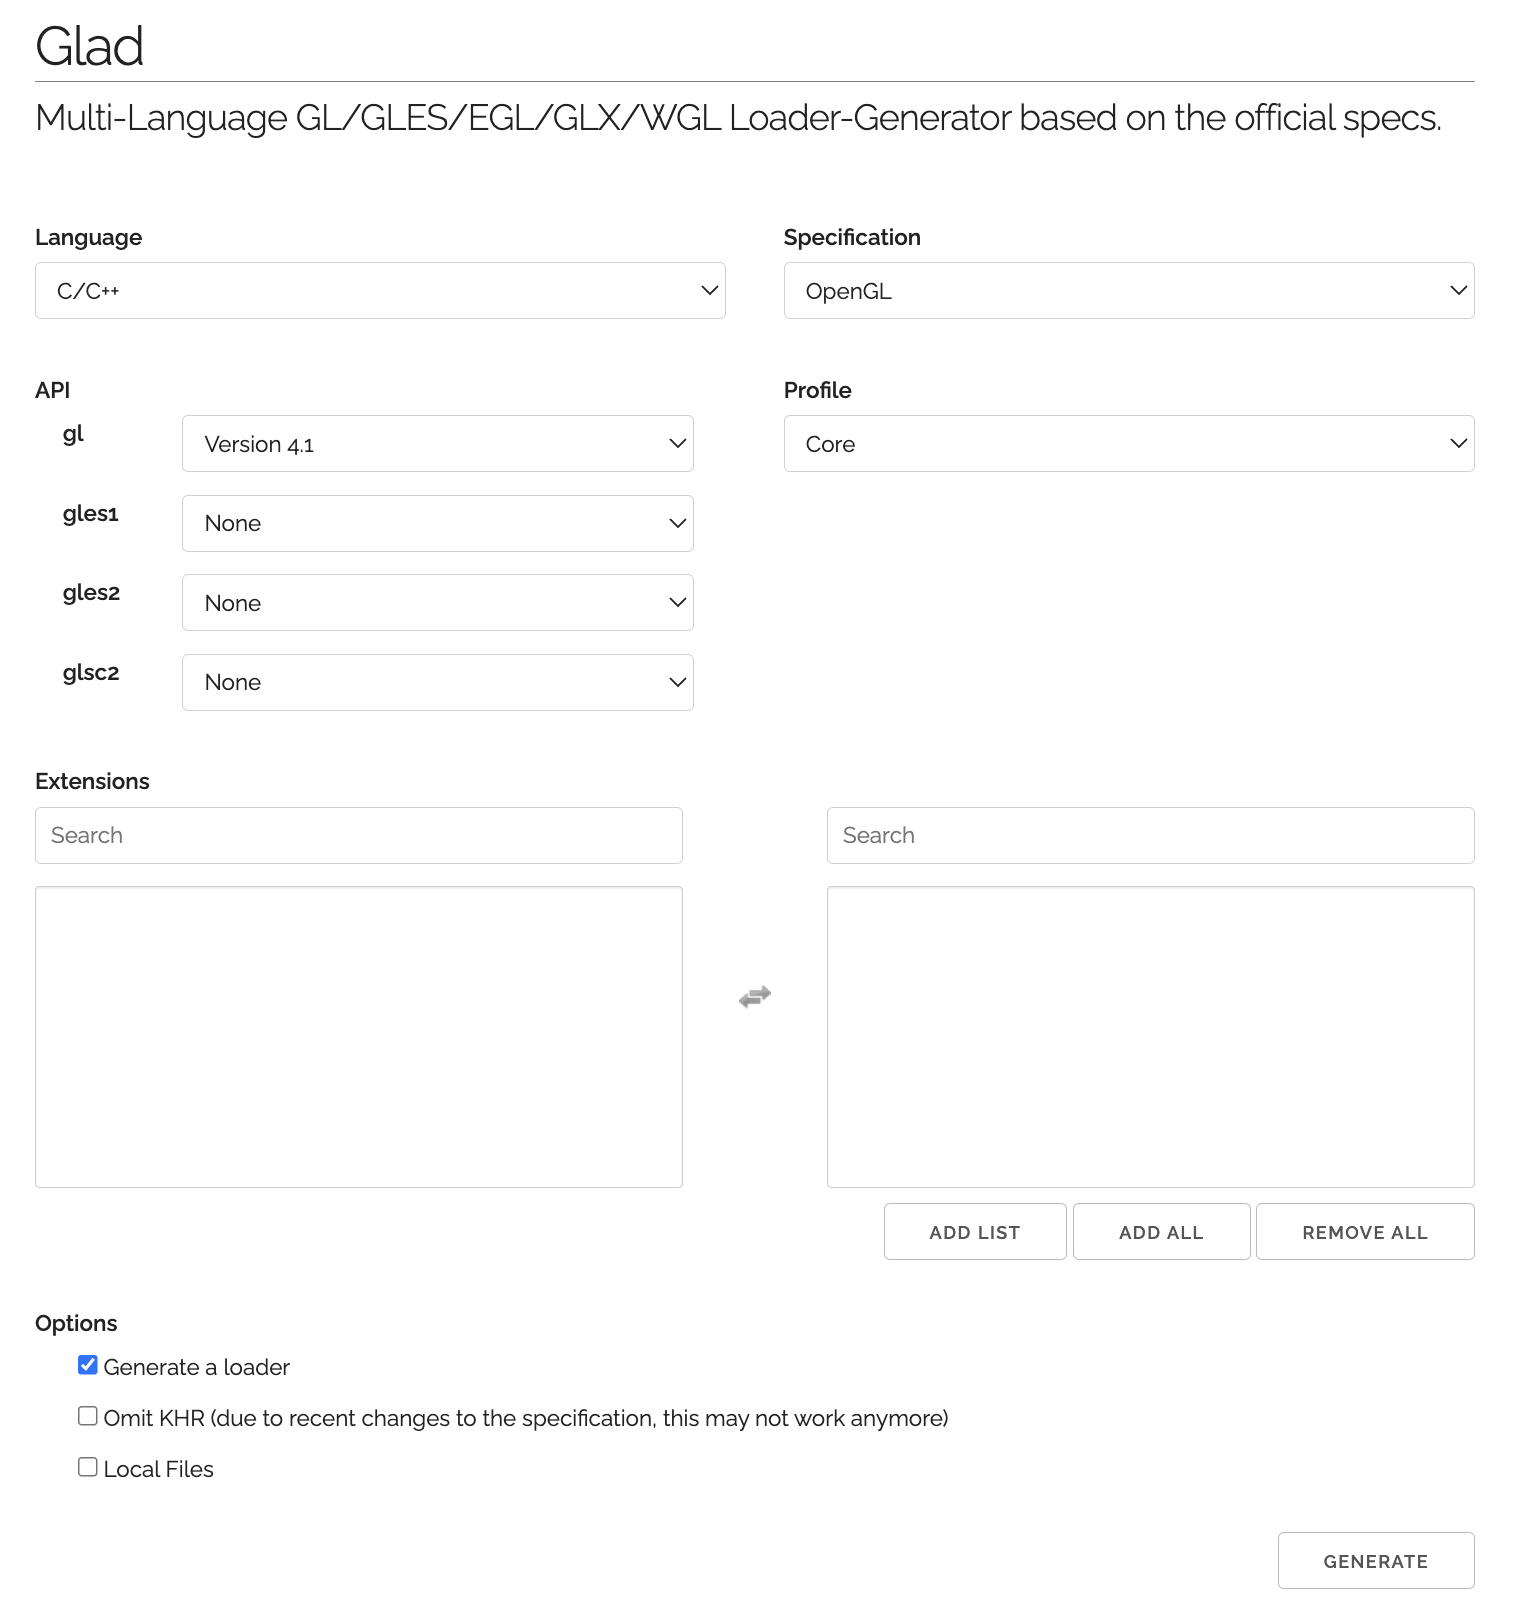 Glad
Multi-Language GL/GLES/EGL/GLX/WGL Loader-Generator based on the official specs.
Language
C/C++
Specification
OpenGL
API
gl
Version 4.1
gles1
None
gles2
None
glsc2
None
Profile
Core
Extensions
Search
Search
ADD LIST
ADD ALL
REMOVE ALL
Options
Generate a loader
Omit KHR (due to recent changes to the specification, this may not work anymore)
Local Files
GENERATE